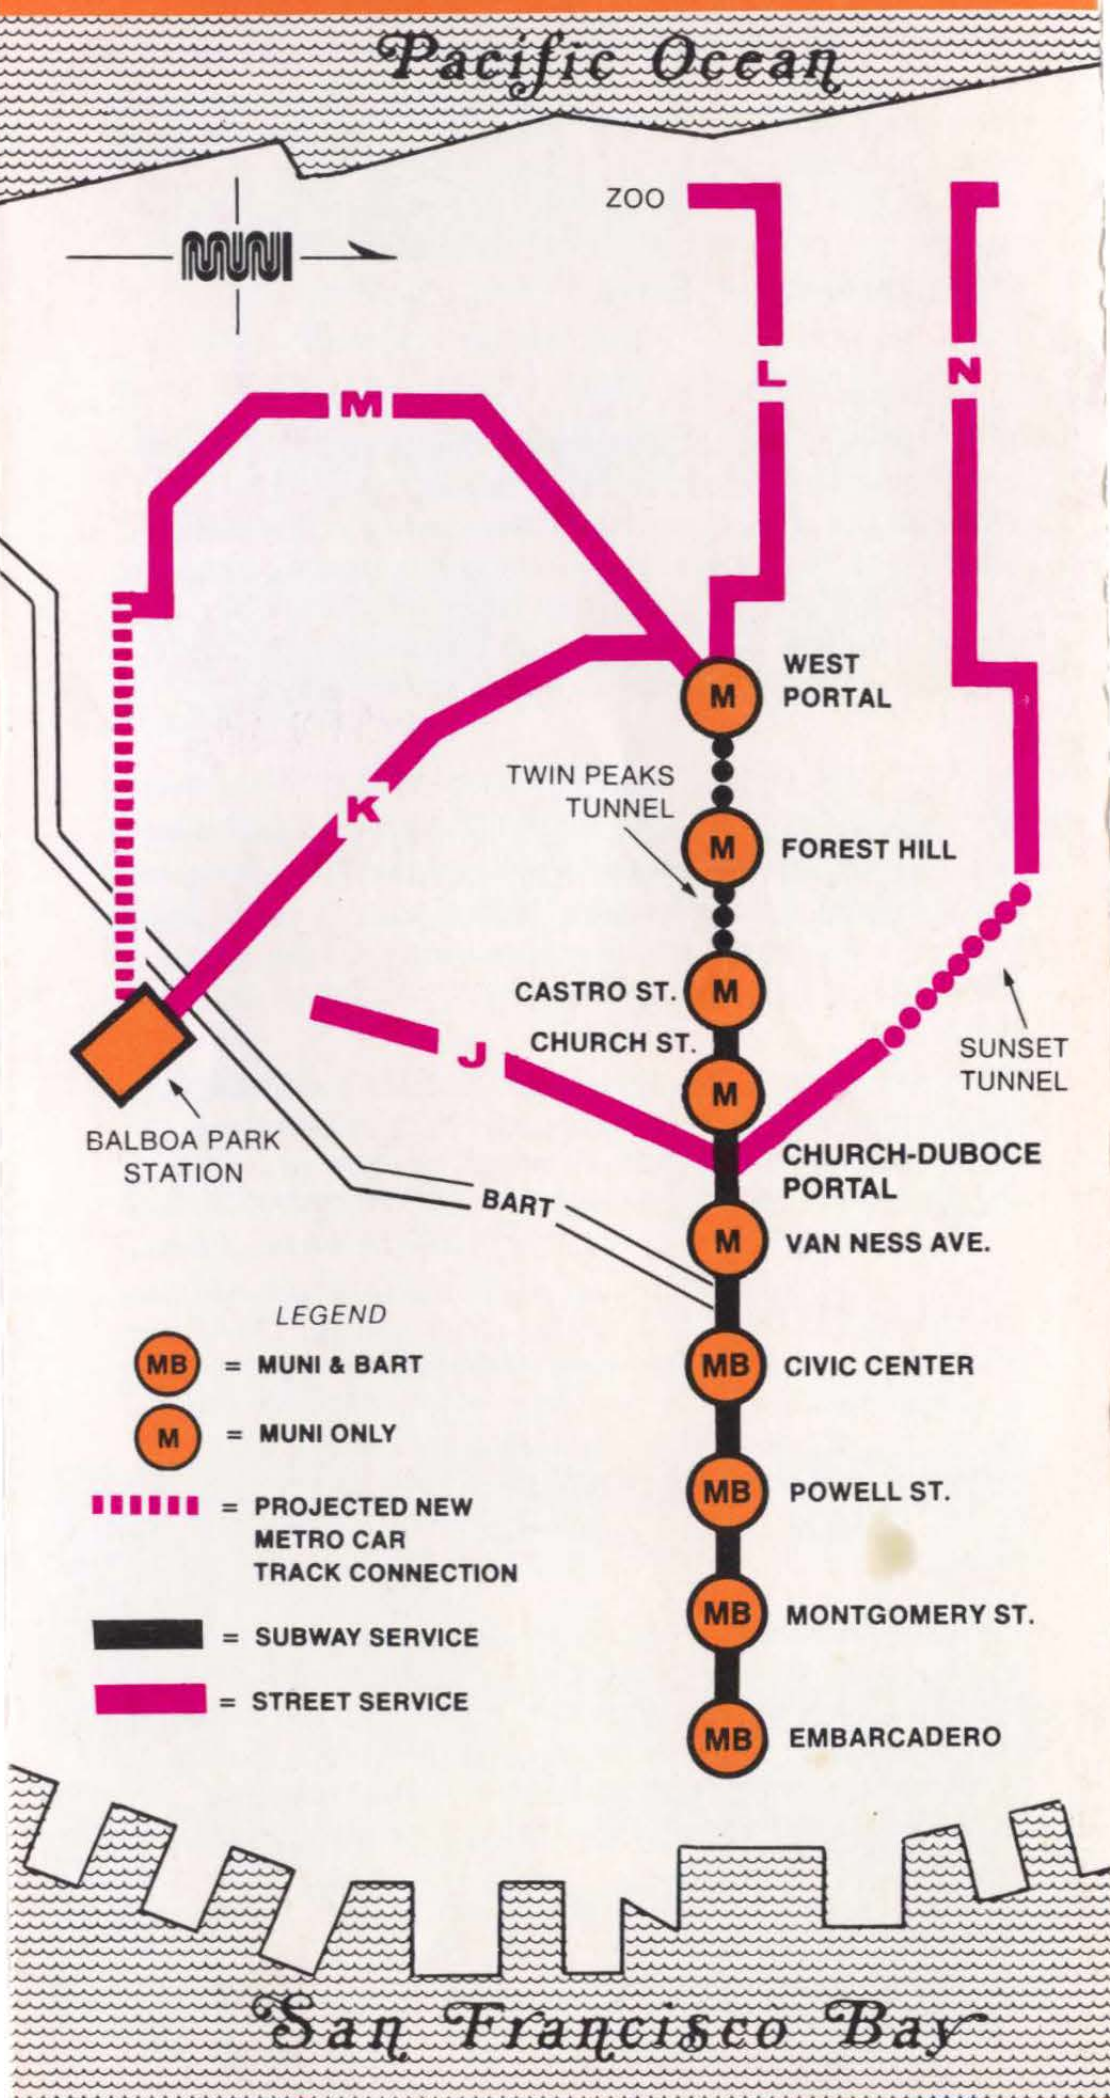 Pacific Ocean
ZOO
MUNI
L
N
M
WEST
PORTAL
M
TWIN PEAKS
TUNNEL
K
M
FOREST HILL
CASTRO ST.
M
CHURCH ST.
J
M
SUNSET
TUNNEL
BALBOA PARK
STATION
CHURCH-DUBOCE
PORTAL
BART
M
VAN NESS AVE.
LEGEND
MB = MUNI & BART
M = MUNI ONLY
= PROJECTED NEW
METRO CAR
TRACK CONNECTION
= SUBWAY SERVICE
= STREET SERVICE
MB
CIVIC CENTER
MB
POWELL ST.
MB
MONTGOMERY ST.
MB
EMBARCADERO
San Francisco Bay